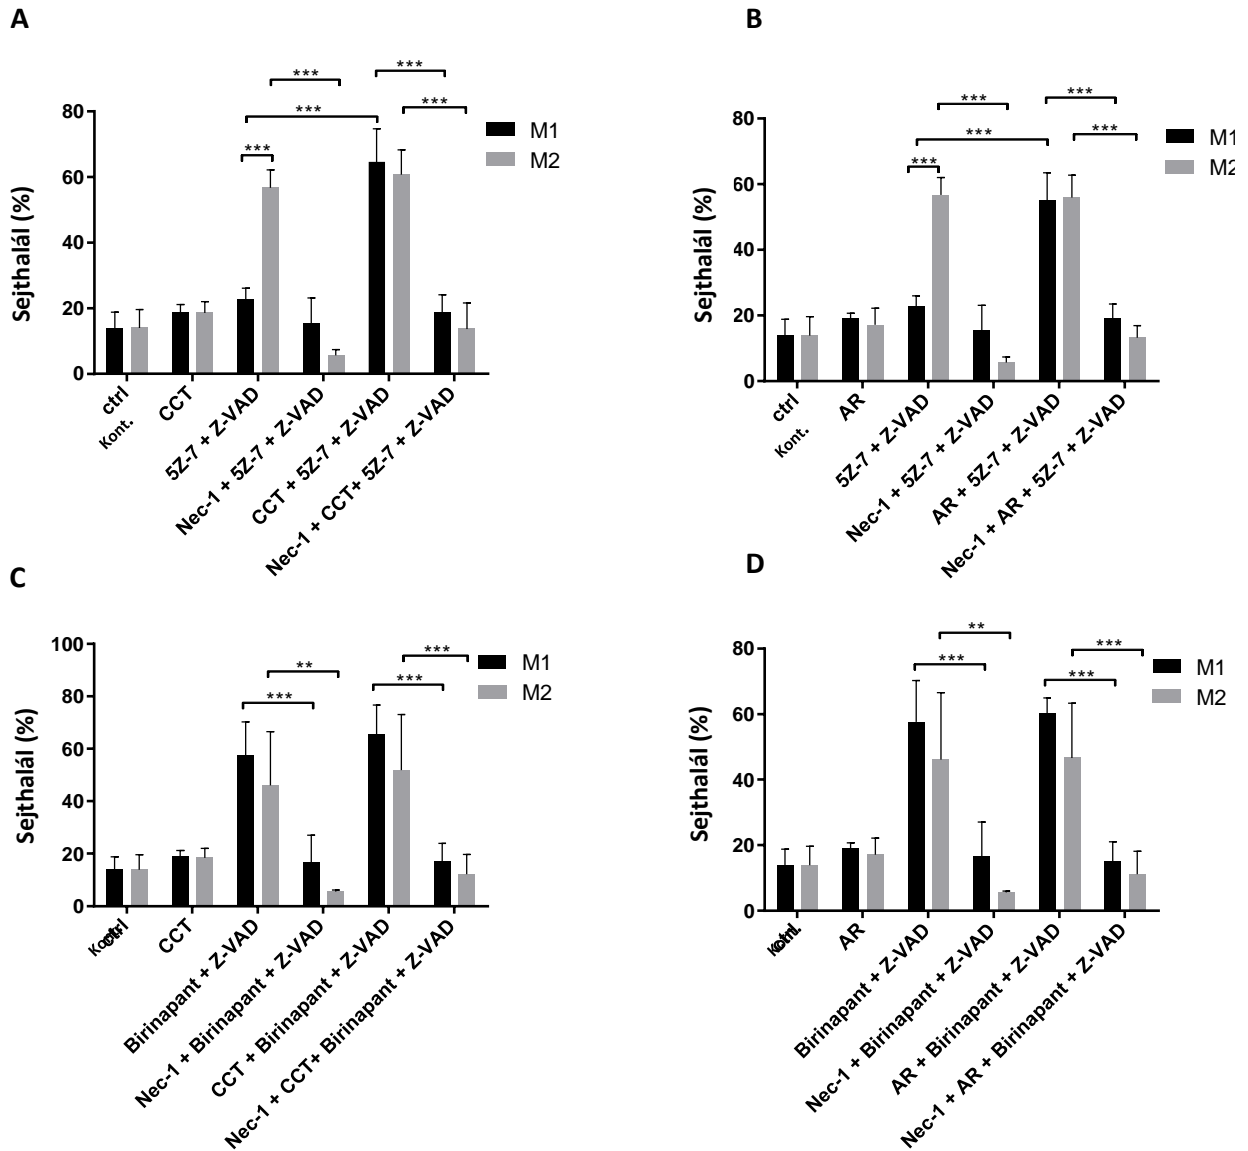 A
***
***
***
***
***
80
60
40
20
0
Sejthalál (%)
M1
M2
ctrl
Kont.
CCT
5Z-7 + Z-VAD
Nec-1 + 5Z-7 + Z-VAD
CCT + 5Z-7 + Z-VAD
Nec-1 + CCT+ 5Z-7 + Z-VAD
B
***
***
***
***
***
80
60
40
20
0
Sejthalál (%)
M1
M2
ctrl
Kont.
AR
5Z-7 + Z-VAD
Nec-1 + 5Z-7 + Z-VAD
AR + 5Z-7 + Z-VAD
Nec-1 + AR + 5Z-7 + Z-VAD
C
***
**
***
***
100
80
60
40
20
0
Sejthalál (%)
M1
M2
ctrl
Kont.
CCT
Birinapant + Z-VAD
Nec-1 + Birinapant + Z-VAD
CCT + Birinapant + Z-VAD
Nec-1 + CCT+ Birinapant + Z-VAD
D
**
***
***
***
80
60
40
20
0
Sejthalál (%)
M1
M2
ctrl
Kont.
AR
Birinapant + Z-VAD
Nec-1 + Birinapant + Z-VAD
AR + Birinapant + Z-VAD
Nec-1 + AR + Birinapant + Z-VAD